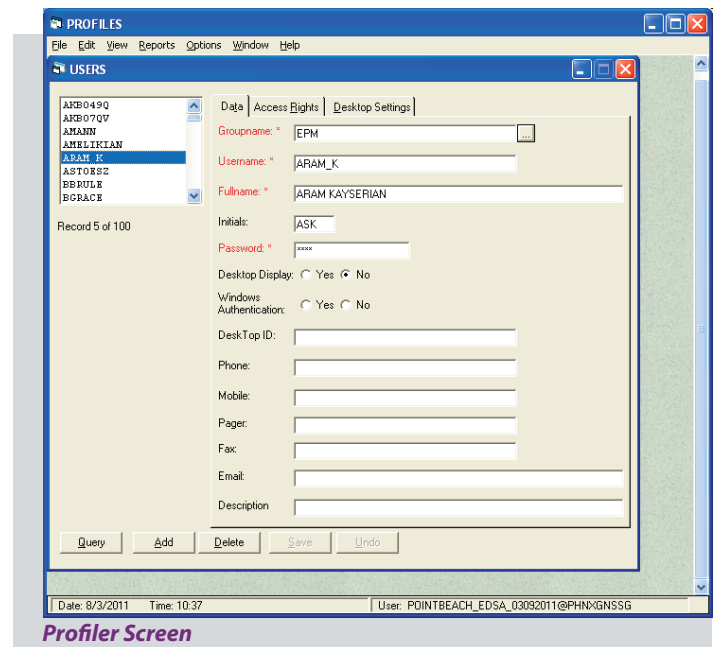 PROFILES
File Edit View Reports Options Window Help
USERS
AKB049Q
AKB07QV
AMANN
AMELIKIAN
ARAM_K
ASTOESZ
BBRULE
BGRACE
Record 5 of 100
Data Access Rights Desktop Settings
Groupname: * EPM ...
Username: * ARAM_K
Fullname: * ARAM KAYSERIAN
Initials: ASK
Password: * ××××
Desktop Display: Yes No
Windows
Authentication: Yes No
DeskTop ID:
Phone:
Mobile:
Pager:
Fax:
Email:
Description
Query Add Delete Save Undo
Date: 8/3/2011 Time: 10:37 User: POINTBEACH_EDSA_03092011@PHNXGNSSG
Profiler Screen